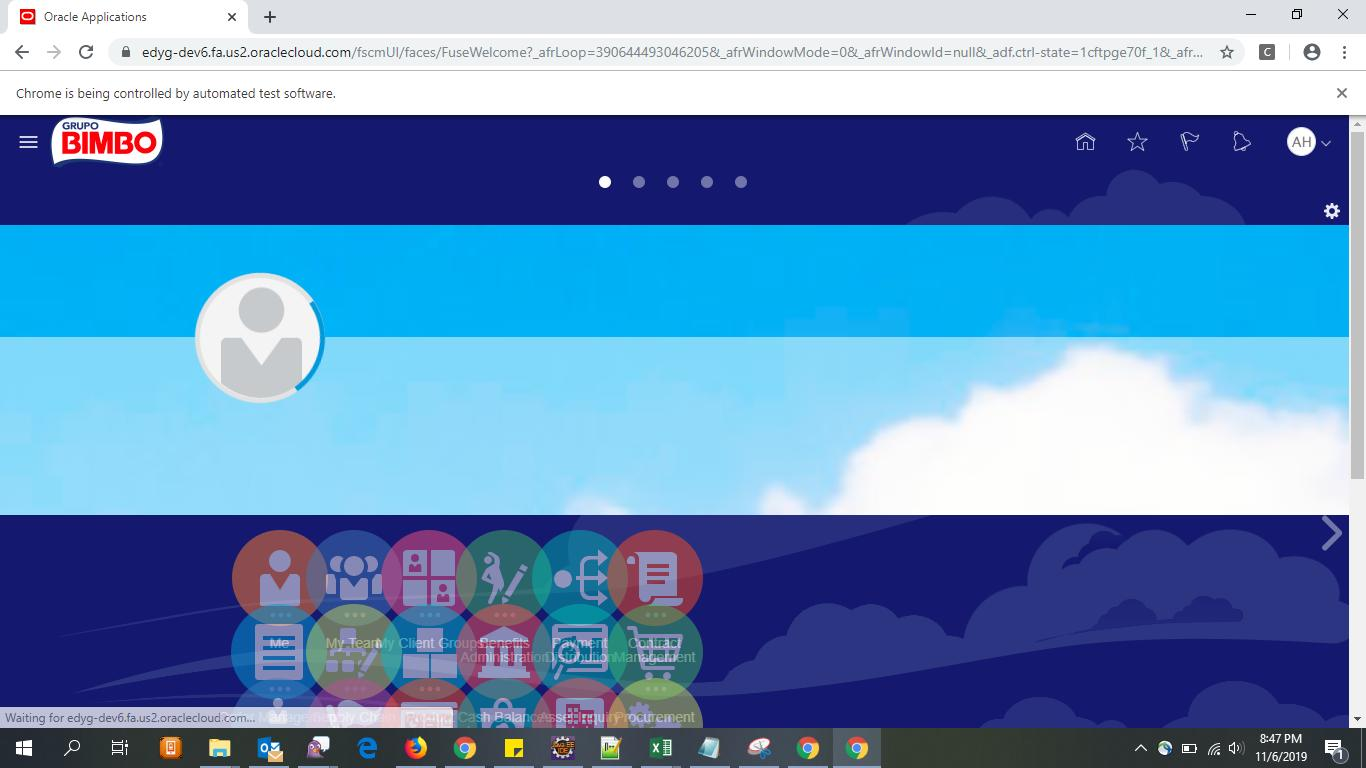 Oracle Applications
edyg-dev6.fa.us2.oraclecloud.com/fscmUI/faces/FuseWelcome?_afrLoop=390644493046205&_afrWindowMode=0&_afrWindowId=null&_adf.ctrl-state=1cftpge70f_1&_afr...
C
Chrome is being controlled by automated test software.
GRUPO
BIMBO
AH
Me
My Team
My Client Groups
Benefits Administration
Payment Distribution
Contract Management
Cash Balances
Procurement
Waiting for edyg-dev6.fa.us2.oraclecloud.com...
8:47 PM
11/6/2019
1